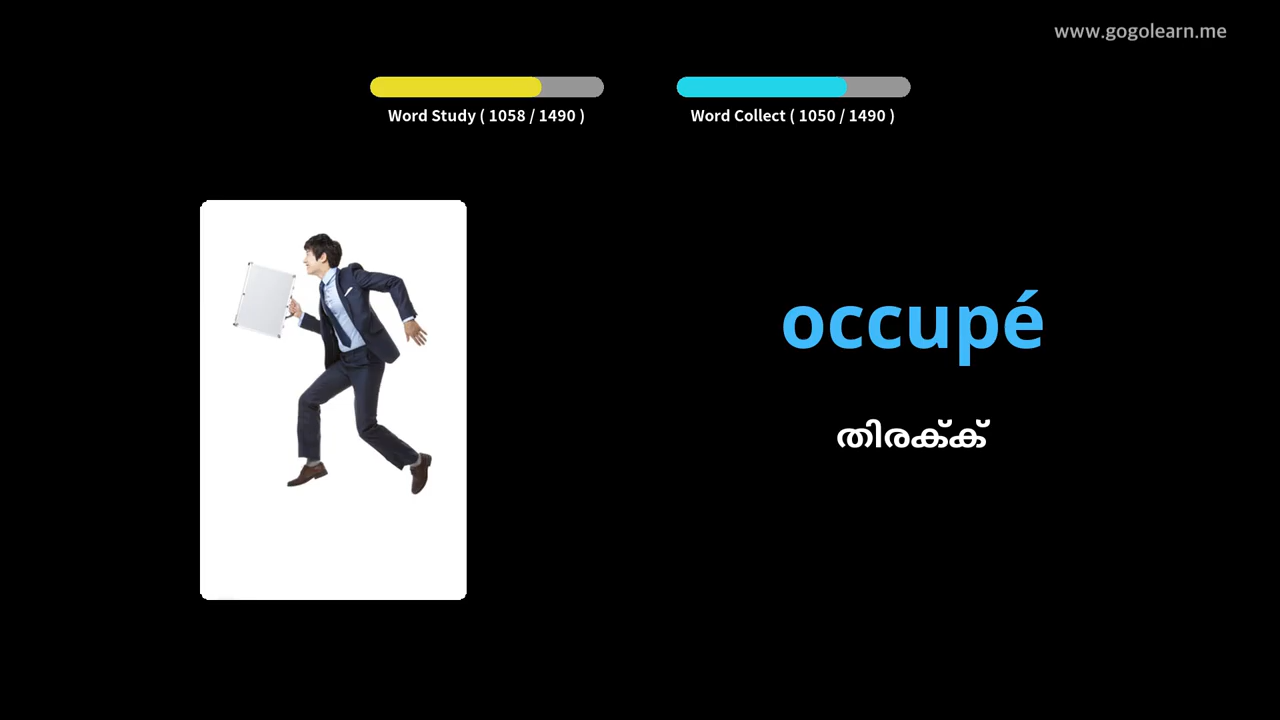 www.gogolearn.me
Word Study ( 1058 / 1490 )
Word Collect ( 1050 / 1490 )
occupé
തിരക്ക്